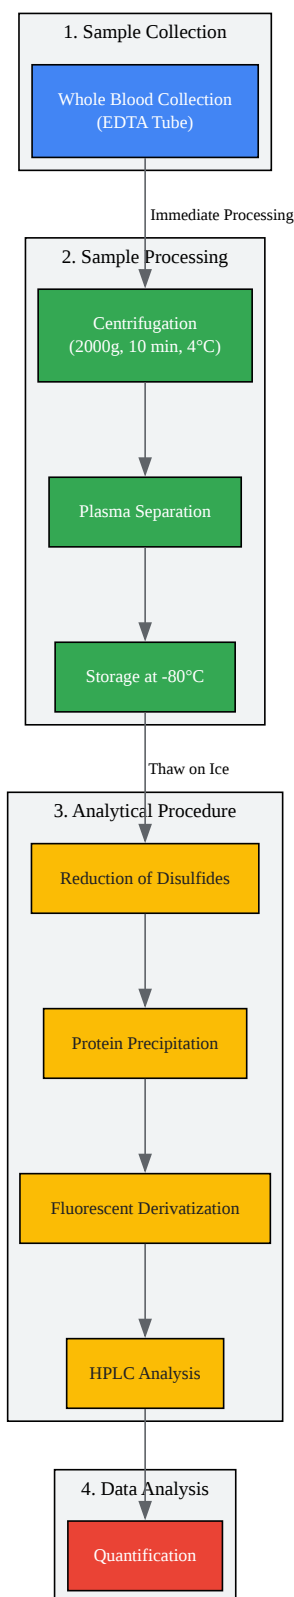 1. Sample Collection
Whole Blood Collection
(EDTA Tube)
Immediate Processing
2. Sample Processing
Centrifugation
(2000g, 10 min, 4°C)
Plasma Separation
Storage at -80°C
Thaw on Ice
3. Analytical Procedure
Reduction of Disulfides
Protein Precipitation
Fluorescent Derivatization
HPLC Analysis
4. Data Analysis
Quantification